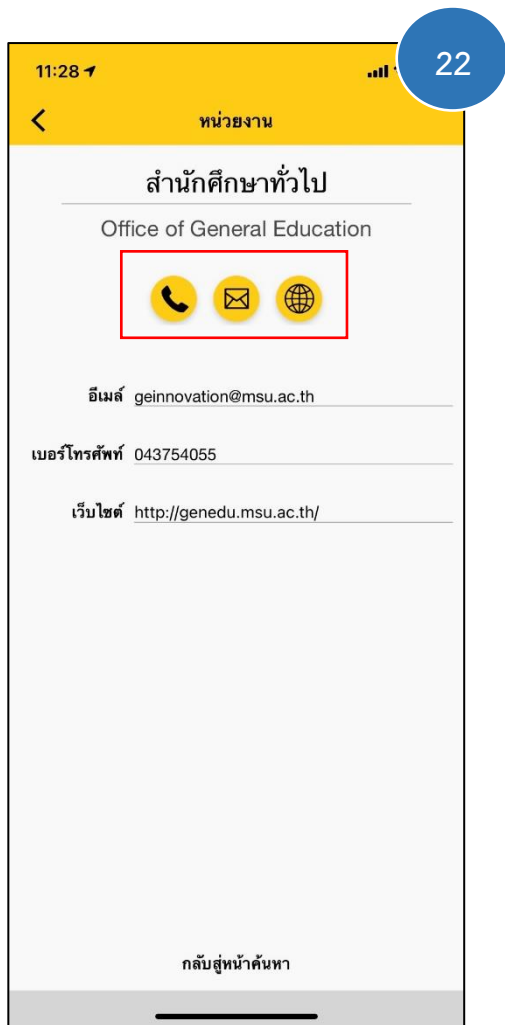 22
11:28
หน่วยงาน
สำนักศึกษาทั่วไป
Office of General Education
อีเมล์ geinnovation@msu.ac.th
เบอร์โทรศัพท์ 043754055
เว็บไซต์ http://genedu.msu.ac.th/
กลับสู่หน้าค้นหา